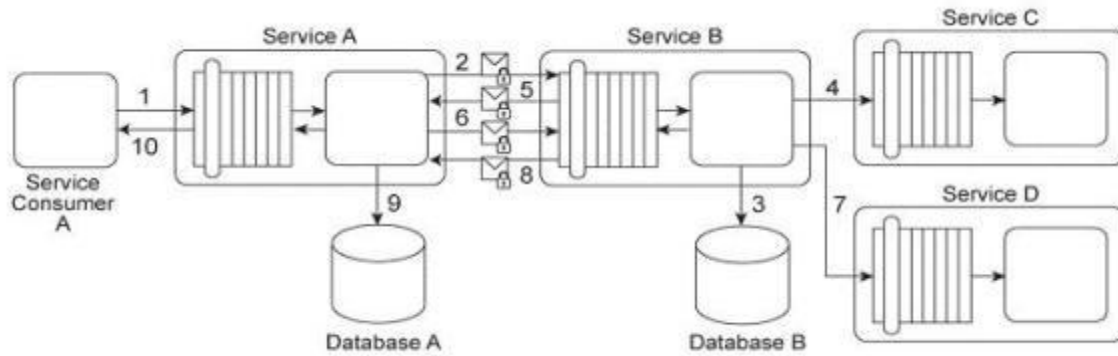 Service A
Service B
Service C
Service D
Service
Consumer
A
Database A
Database B
1
10
2
5
6
8
9
3
4
7